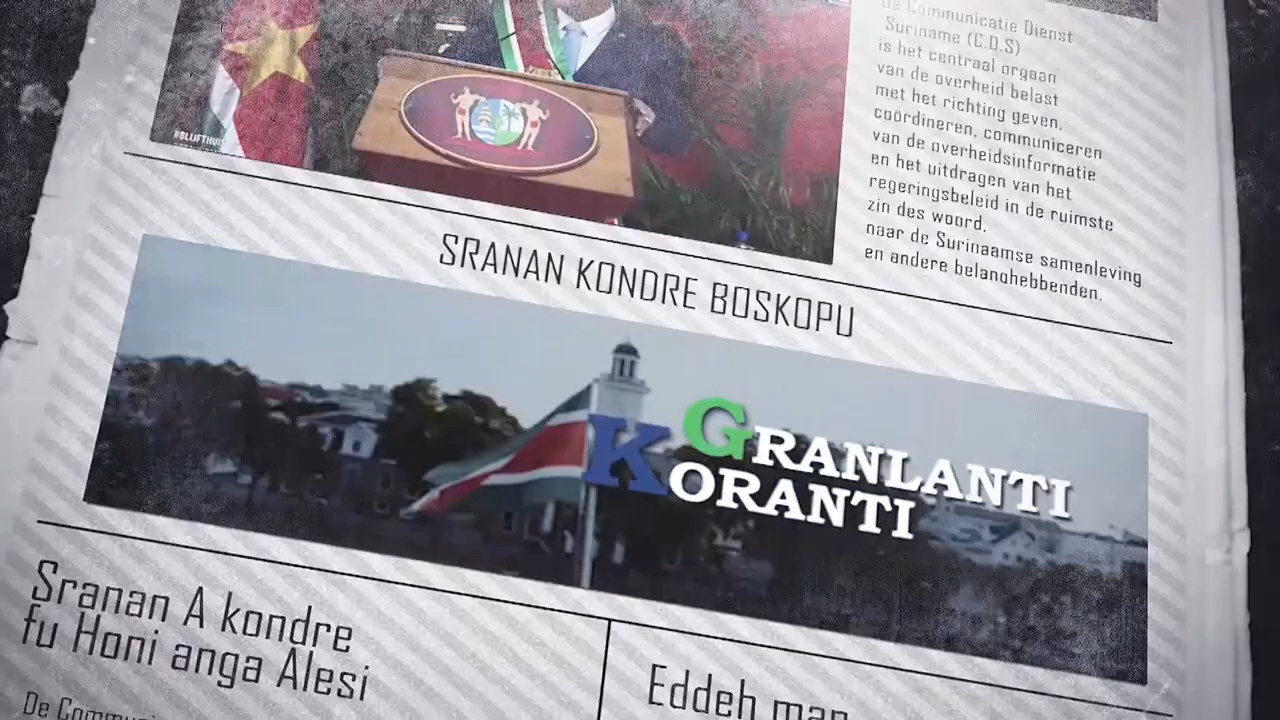 #BLIJFTHUIS
de Communicatie Dienst
Suriname (C.D.S)
is het centraal orgaan
van de overheid belast
met het richting geven,
coördineren, communiceren
van de overheidsinformatie
en het uitdragen van het
regeringsbeleid in de ruimste
zin des woord.
naar de Surinaamse samenleving
en andere belanghebbenden.
SRANAN KONDRE BOSKOPU
GRANLANTI
KORANTI
Sranan A kondre
fu Honi anga Alesi
De
Eddeh man